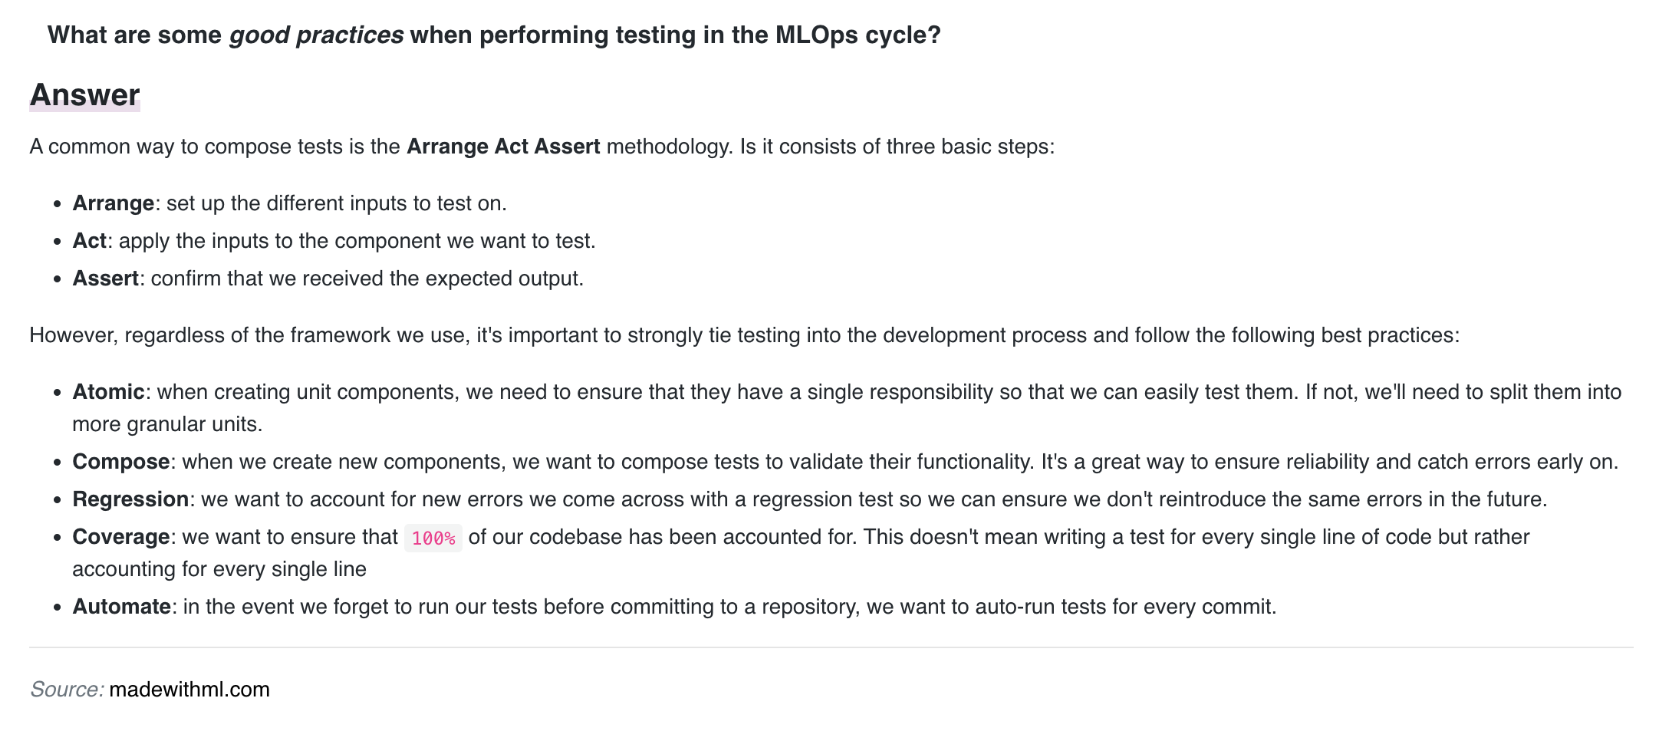 What are some good practices when performing testing in the MLOps cycle?
Answer
A common way to compose tests is the Arrange Act Assert methodology. Is it consists of three basic steps:
• Arrange: set up the different inputs to test on.
• Act: apply the inputs to the component we want to test.
• Assert: confirm that we received the expected output.
However, regardless of the framework we use, it's important to strongly tie testing into the development process and follow the following best practices:
• Atomic: when creating unit components, we need to ensure that they have a single responsibility so that we can easily test them. If not, we'll need to split them into
more granular units.
• Compose: when we create new components, we want to compose tests to validate their functionality. It's a great way to ensure reliability and catch errors early on.
• Regression: we want to account for new errors we come across with a regression test so we can ensure we don't reintroduce the same errors in the future.
• Coverage: we want to ensure that 100% of our codebase has been accounted for. This doesn't mean writing a test for every single line of code but rather
accounting for every single line
• Automate: in the event we forget to run our tests before committing to a repository, we want to auto-run tests for every commit.
Source: madewithml.com